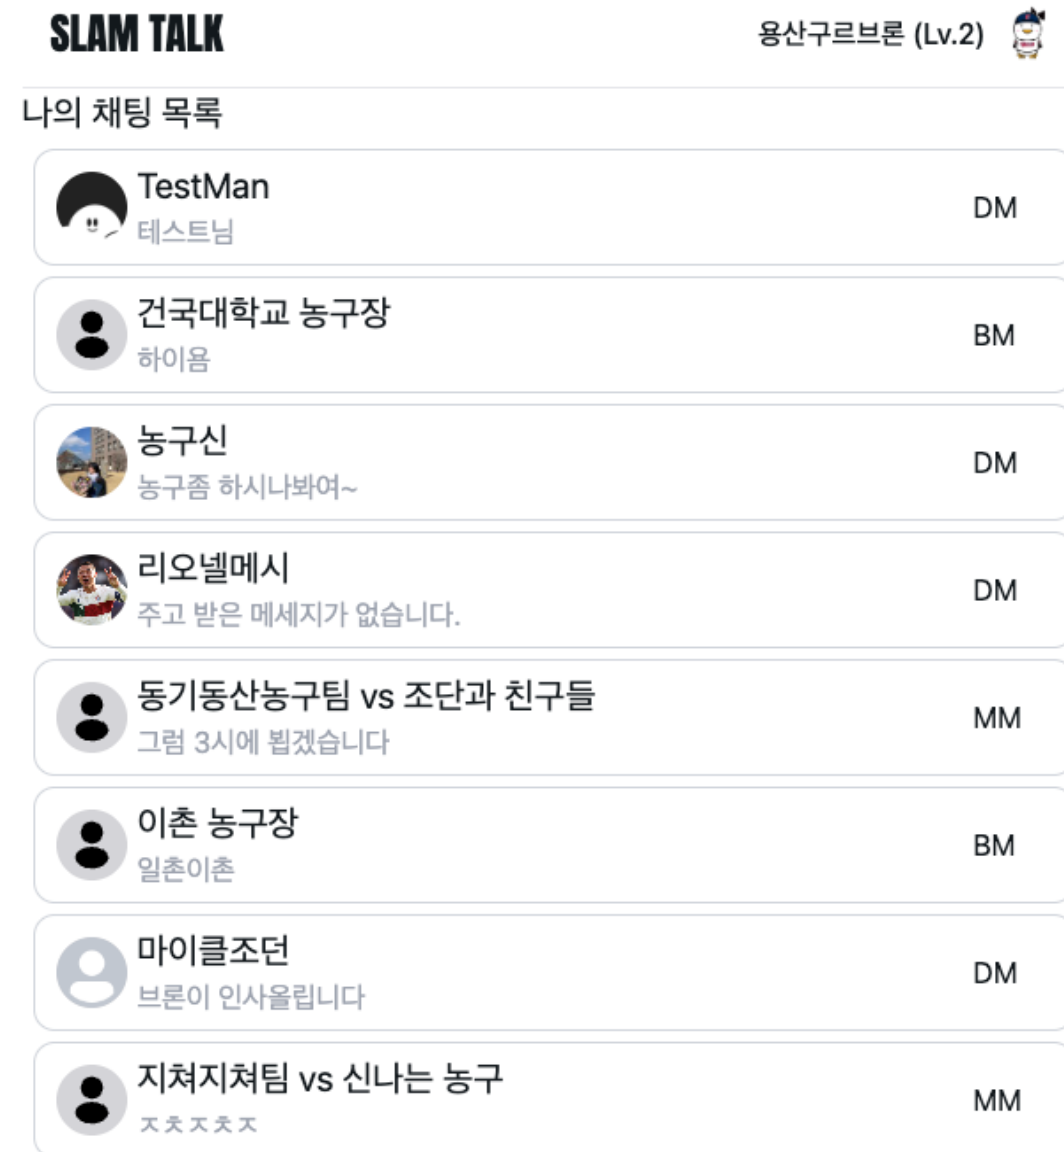 SLAM TALK
용산구르브론 (Lv.2)
나의 채팅 목록
TestMan
테스트님
DM
건국대학교 농구장
하이욤
BM
농구신
농구좀 하시나봐여~
DM
리오넬메시
주고 받은 메세지가 없습니다.
DM
동기동산농구팀 vs 조단과 친구들
그럼 3시에 뵙겠습니다
MM
이촌 농구장
일촌이촌
BM
마이클조던
브론이 인사올립니다
DM
지쳐지쳐팀 vs 신나는 농구
ㅈㅊㅈㅊㅈ
MM